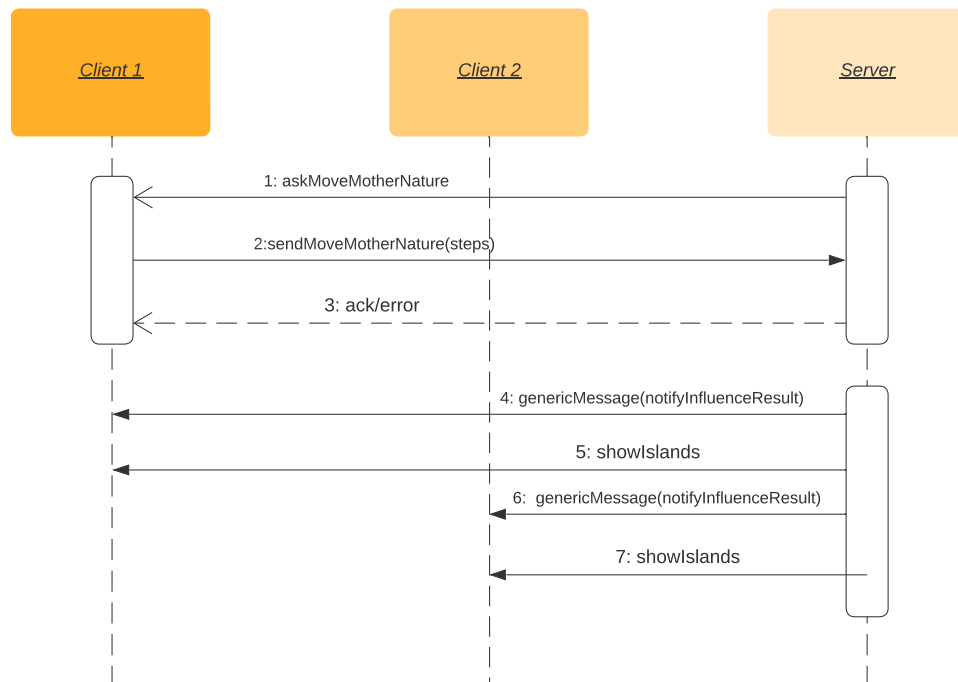 Client 1
Client 2
Server
1: askMoveMotherNature
2:sendMoveMotherNature(steps)
3: ack/error
4: genericMessage(notifyInfluenceResult)
5: showIslands
6:  genericMessage(notifyInfluenceResult)
7: showIslands